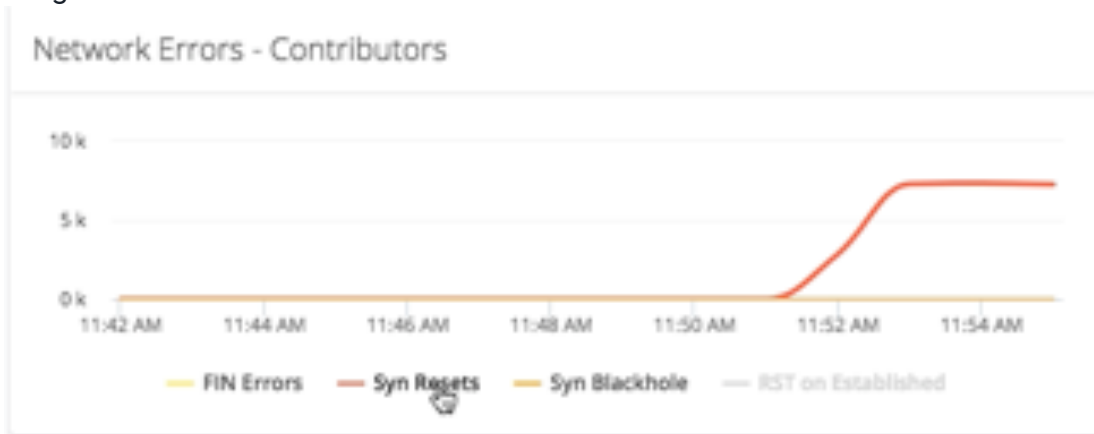 Network Errors - Contributors
10 k
5 k
0 k
11:42 AM 11:44 AM 11:46 AM 11:48 AM 11:50 AM 11:52 AM 11:54 AM
FIN Errors Syn Resets Syn Blackhole RST on Established